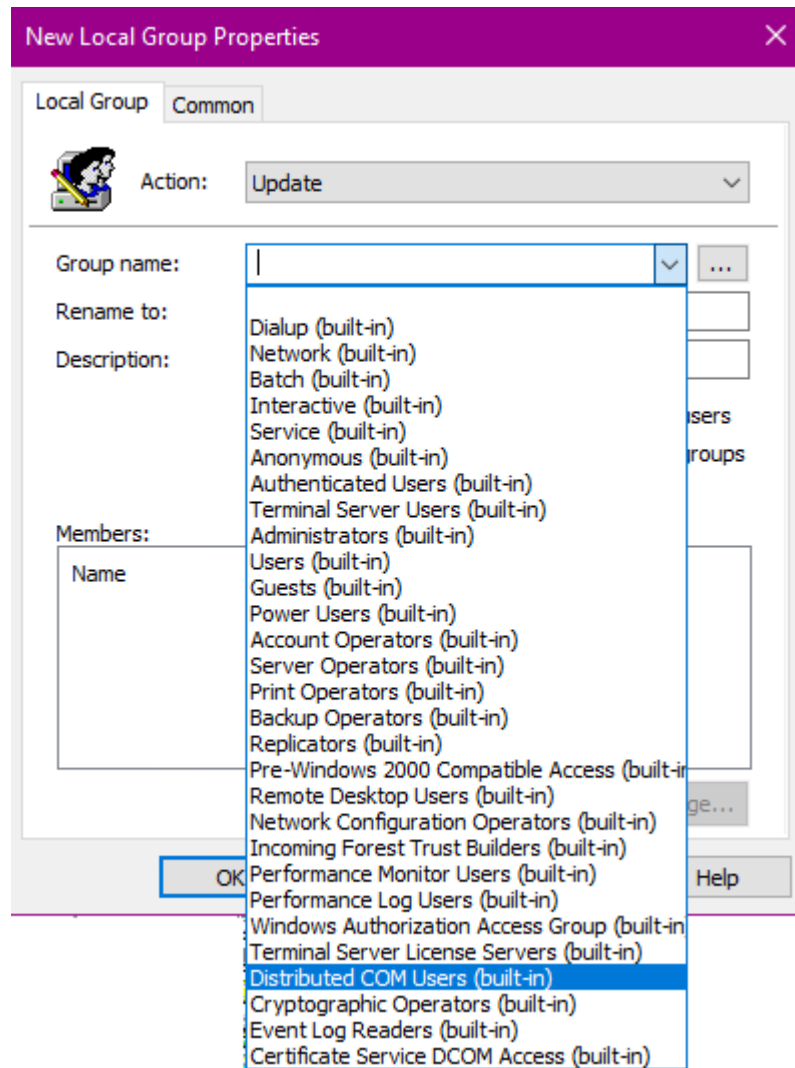 New Local Group Properties
Local Group Common
Action: Update
Group name: ...
Rename to:
Description:
Dialup (built-in)
Network (built-in)
Batch (built-in)
Interactive (built-in)
Service (built-in)
Anonymous (built-in)
Authenticated Users (built-in)
Terminal Server Users (built-in)
Administrators (built-in)
Users (built-in)
Guests (built-in)
Power Users (built-in)
Account Operators (built-in)
Server Operators (built-in)
Print Operators (built-in)
Backup Operators (built-in)
Replicators (built-in)
Pre-Windows 2000 Compatible Access (built-in
Remote Desktop Users (built-in)
Network Configuration Operators (built-in)
Incoming Forest Trust Builders (built-in)
Performance Monitor Users (built-in)
Performance Log Users (built-in)
Windows Authorization Access Group (built-in
Terminal Server License Servers (built-in)
Distributed COM Users (built-in)
Cryptographic Operators (built-in)
Event Log Readers (built-in)
Certificate Service DCOM Access (built-in)
users
groups
Members:
Name
ge...
OK Help